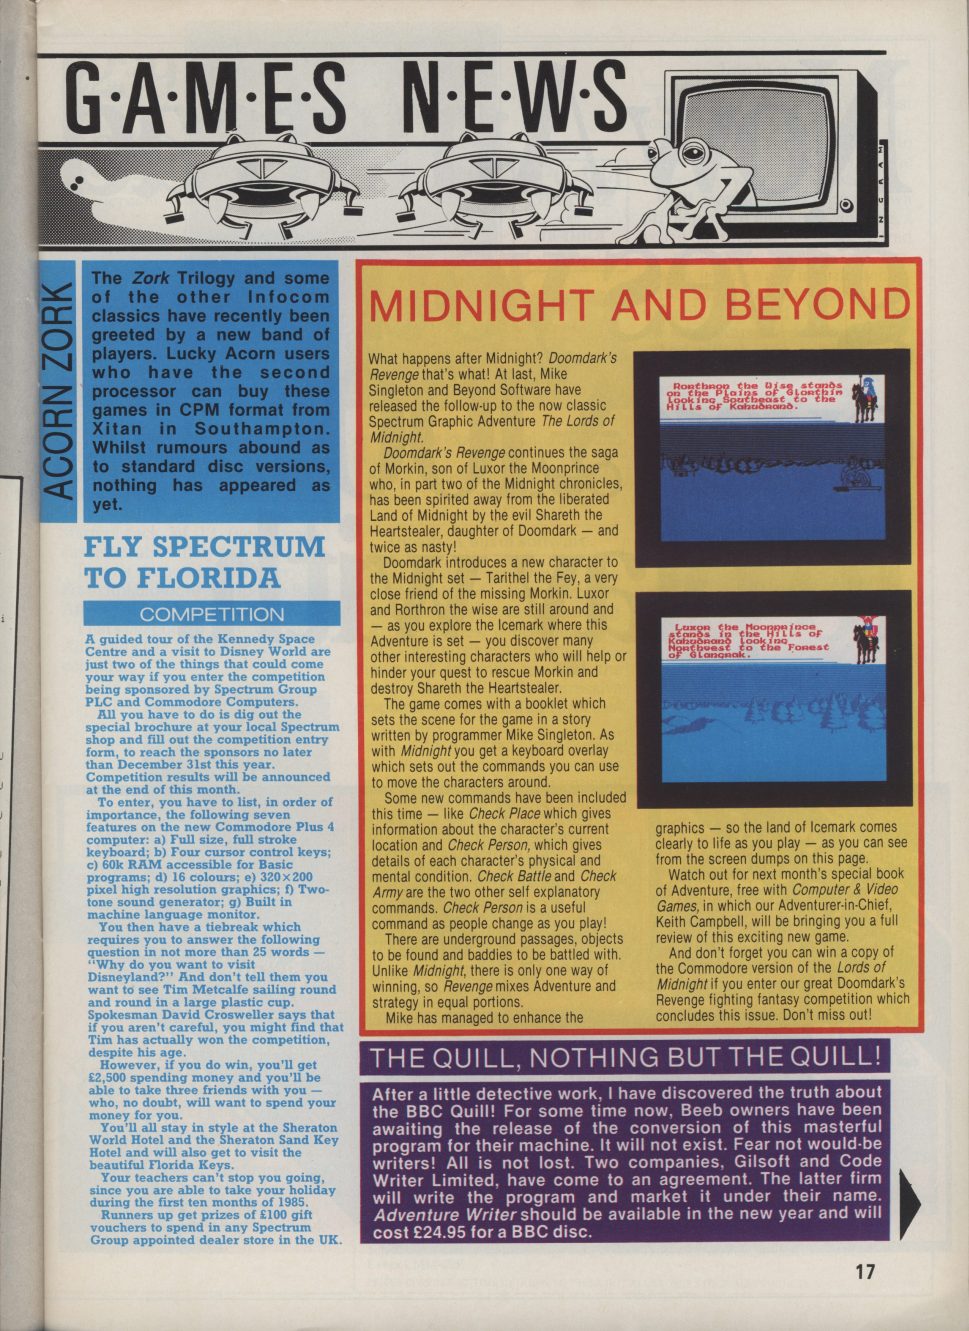 G·A·M·E·S N·E·W·S
ACORN ZORK
The Zork Trilogy and some
of the other Infocom
classics have recently been
greeted by a new band of
players. Lucky Acorn users
who have the second
processor can buy these
games in CPM format from
Xitan in Southampton.
Whilst rumours abound as
to standard disc versions,
nothing has appeared as
yet.
FLY SPECTRUM
TO FLORIDA
COMPETITION
A guided tour of the Kennedy Space
Centre and a visit to Disney World are
just two of the things that could come
your way if you enter the competition
being sponsored by Spectrum Group
PLC and Commodore Computers.
All you have to do is dig out the
special brochure at your local Spectrum
shop and fill out the competition entry
form, to reach the sponsors no later
than December 31st this year.
Competition results will be announced
at the end of this month.
To enter, you have to list, in order of
importance, the following seven
features on the new Commodore Plus 4
computer: a) Full size, full stroke
keyboard; b) Four cursor control keys;
c) 60k RAM accessible for Basic
programs; d) 16 colours; e) 320×200
pixel high resolution graphics; f) Two-
tone sound generator; g) Built in
machine language monitor.
You then have a tiebreak which
requires you to answer the following
question in not more than 25 words —
"Why do you want to visit
Disneyland?" And don't tell them you
want to see Tim Metcalfe sailing round
and round in a large plastic cup.
Spokesman David Crosweller says that
if you aren't careful, you might find that
Tim has actually won the competition,
despite his age.
However, if you do win, you'll get
£2,500 spending money and you'll be
able to take three friends with you —
who, no doubt, will want to spend your
money for you.
You'll all stay in style at the Sheraton
World Hotel and the Sheraton Sand Key
Hotel and will also get to visit the
beautiful Florida Keys.
Your teachers can't stop you going,
since you are able to take your holiday
during the first ten months of 1985.
Runners up get prizes of £100 gift
vouchers to spend in any Spectrum
Group appointed dealer store in the UK.
MIDNIGHT AND BEYOND
What happens after Midnight? Doomdark's
Revenge that's what! At last, Mike
Singleton and Beyond Software have
released the follow-up to the now classic
Spectrum Graphic Adventure The Lords of
Midnight.
Doomdark's Revenge continues the saga
of Morkin, son of Luxor the Moonprince
who, in part two of the Midnight chronicles,
has been spirited away from the liberated
Land of Midnight by the evil Shareth the
Heartstealer, daughter of Doomdark — and
twice as nasty!
Doomdark introduces a new character to
the Midnight set — Tarithel the Fey, a very
close friend of the missing Morkin. Luxor
and Rorthron the wise are still around and
— as you explore the Icemark where this
Adventure is set — you discover many
other interesting characters who will help or
hinder your quest to rescue Morkin and
destroy Shareth the Heartstealer.
The game comes with a booklet which
sets the scene for the game in a story
written by programmer Mike Singleton. As
with Midnight you get a keyboard overlay
which sets out the commands you can use
to move the characters around.
Some new commands have been included
this time — like Check Place which gives
information about the character's current
location and Check Person, which gives
details of each character's physical and
mental condition. Check Battle and Check
Army are the two other self explanatory
commands. Check Person is a useful
command as people change as you play!
There are underground passages, objects
to be found and baddies to be battled with.
Unlike Midnight, there is only one way of
winning, so Revenge mixes Adventure and
strategy in equal portions.
Mike has managed to enhance the
Rorthron the Wise stands
on the Plains of Glorthin
looking Southeast to the
Hills of Kahudrand.
Luxor the Moonprince
stands in the Hills of
Kahudrand looking
Northwest to the Forest
of Glangrak.
graphics — so the land of Icemark comes
clearly to life as you play — as you can see
from the screen dumps on this page.
Watch out for next month's special book
of Adventure, free with Computer & Video
Games, in which our Adventurer-in-Chief,
Keith Campbell, will be bringing you a full
review of this exciting new game.
And don't forget you can win a copy of
the Commodore version of the Lords of
Midnight if you enter our great Doomdark's
Revenge fighting fantasy competition which
concludes this issue. Don't miss out!
THE QUILL, NOTHING BUT THE QUILL!
After a little detective work, I have discovered the truth about
the BBC Quill! For some time now, Beeb owners have been
awaiting the release of the conversion of this masterful
program for their machine. It will not exist. Fear not would-be
writers! All is not lost. Two companies, Gilsoft and Code
Writer Limited, have come to an agreement. The latter firm
will write the program and market it under their name.
Adventure Writer should be available in the new year and will
cost £24.95 for a BBC disc.
17